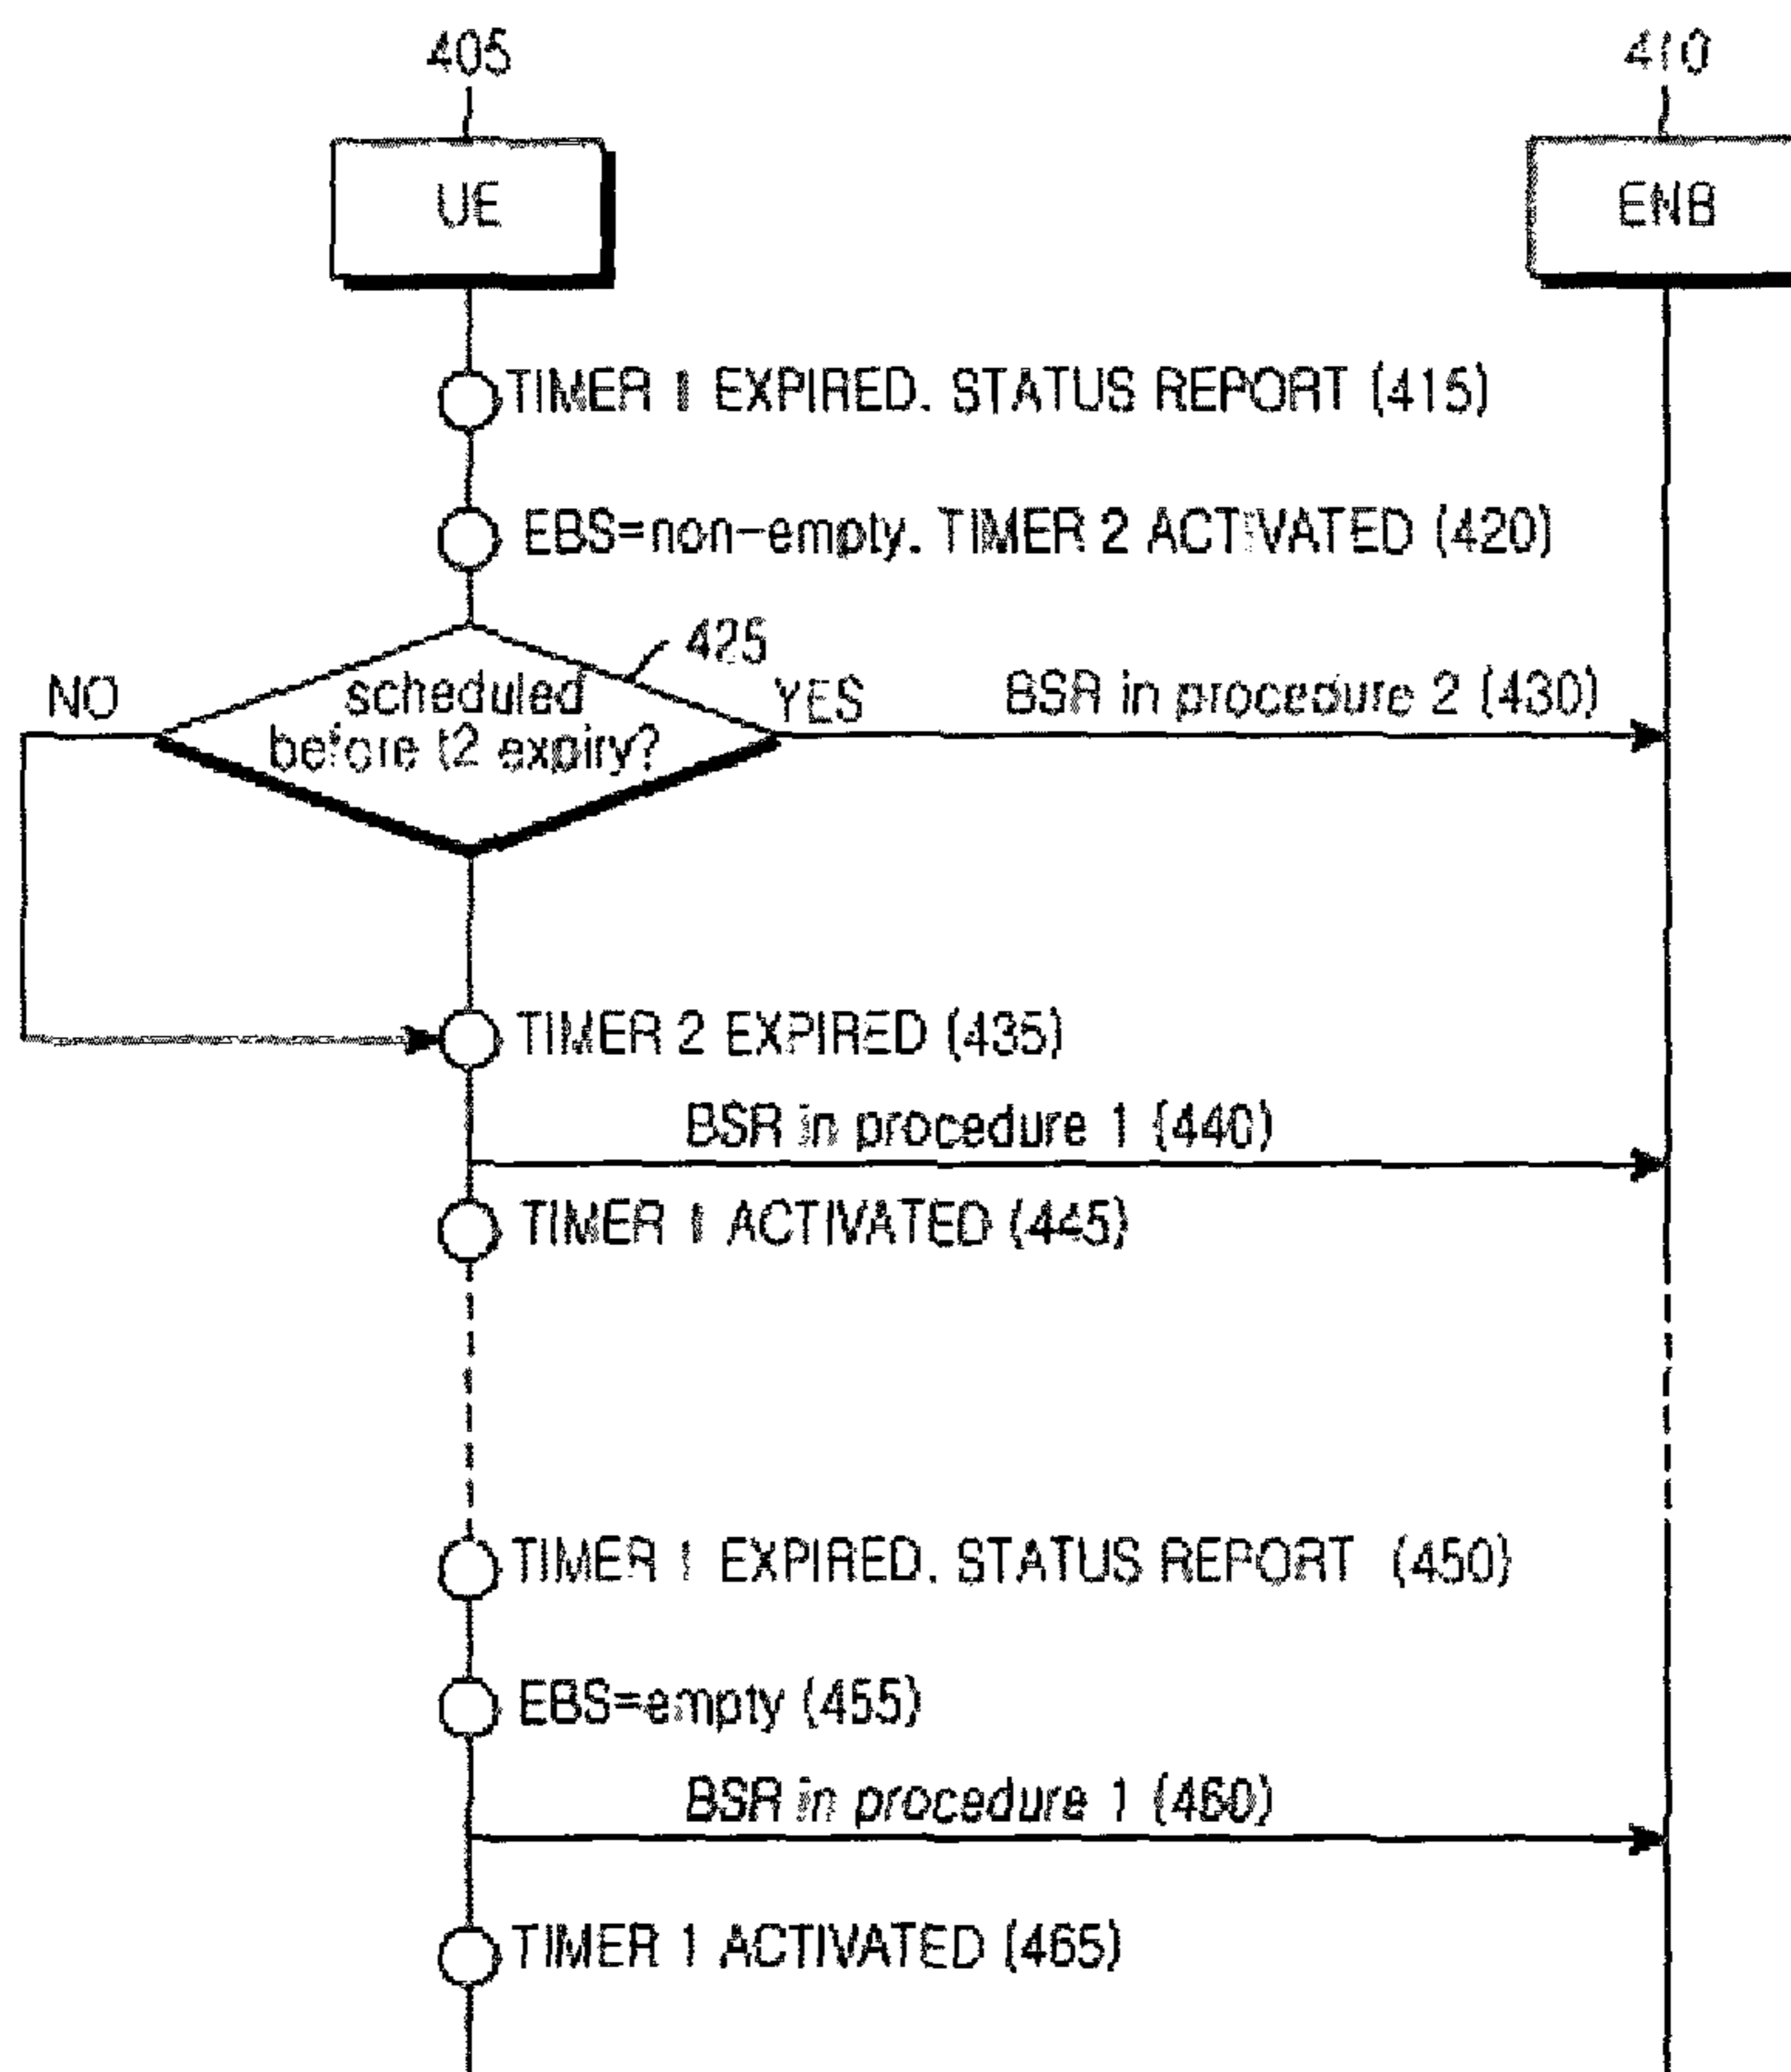 405
410
UE
ENB
TIMER 1 EXPIRED. STATUS REPORT (415)
EBS=non-empty. TIMER 2 ACTIVATED (420)
425
NO
scheduled
before t2 expiry?
YES
BSR in procedure 2 (430)
TIMER 2 EXPIRED (435)
BSR in procedure 1 (440)
TIMER 1 ACTIVATED (445)
TIMER 1 EXPIRED. STATUS REPORT (450)
EBS=empty (455)
BSR in procedure 1 (460)
TIMER 1 ACTIVATED (465)